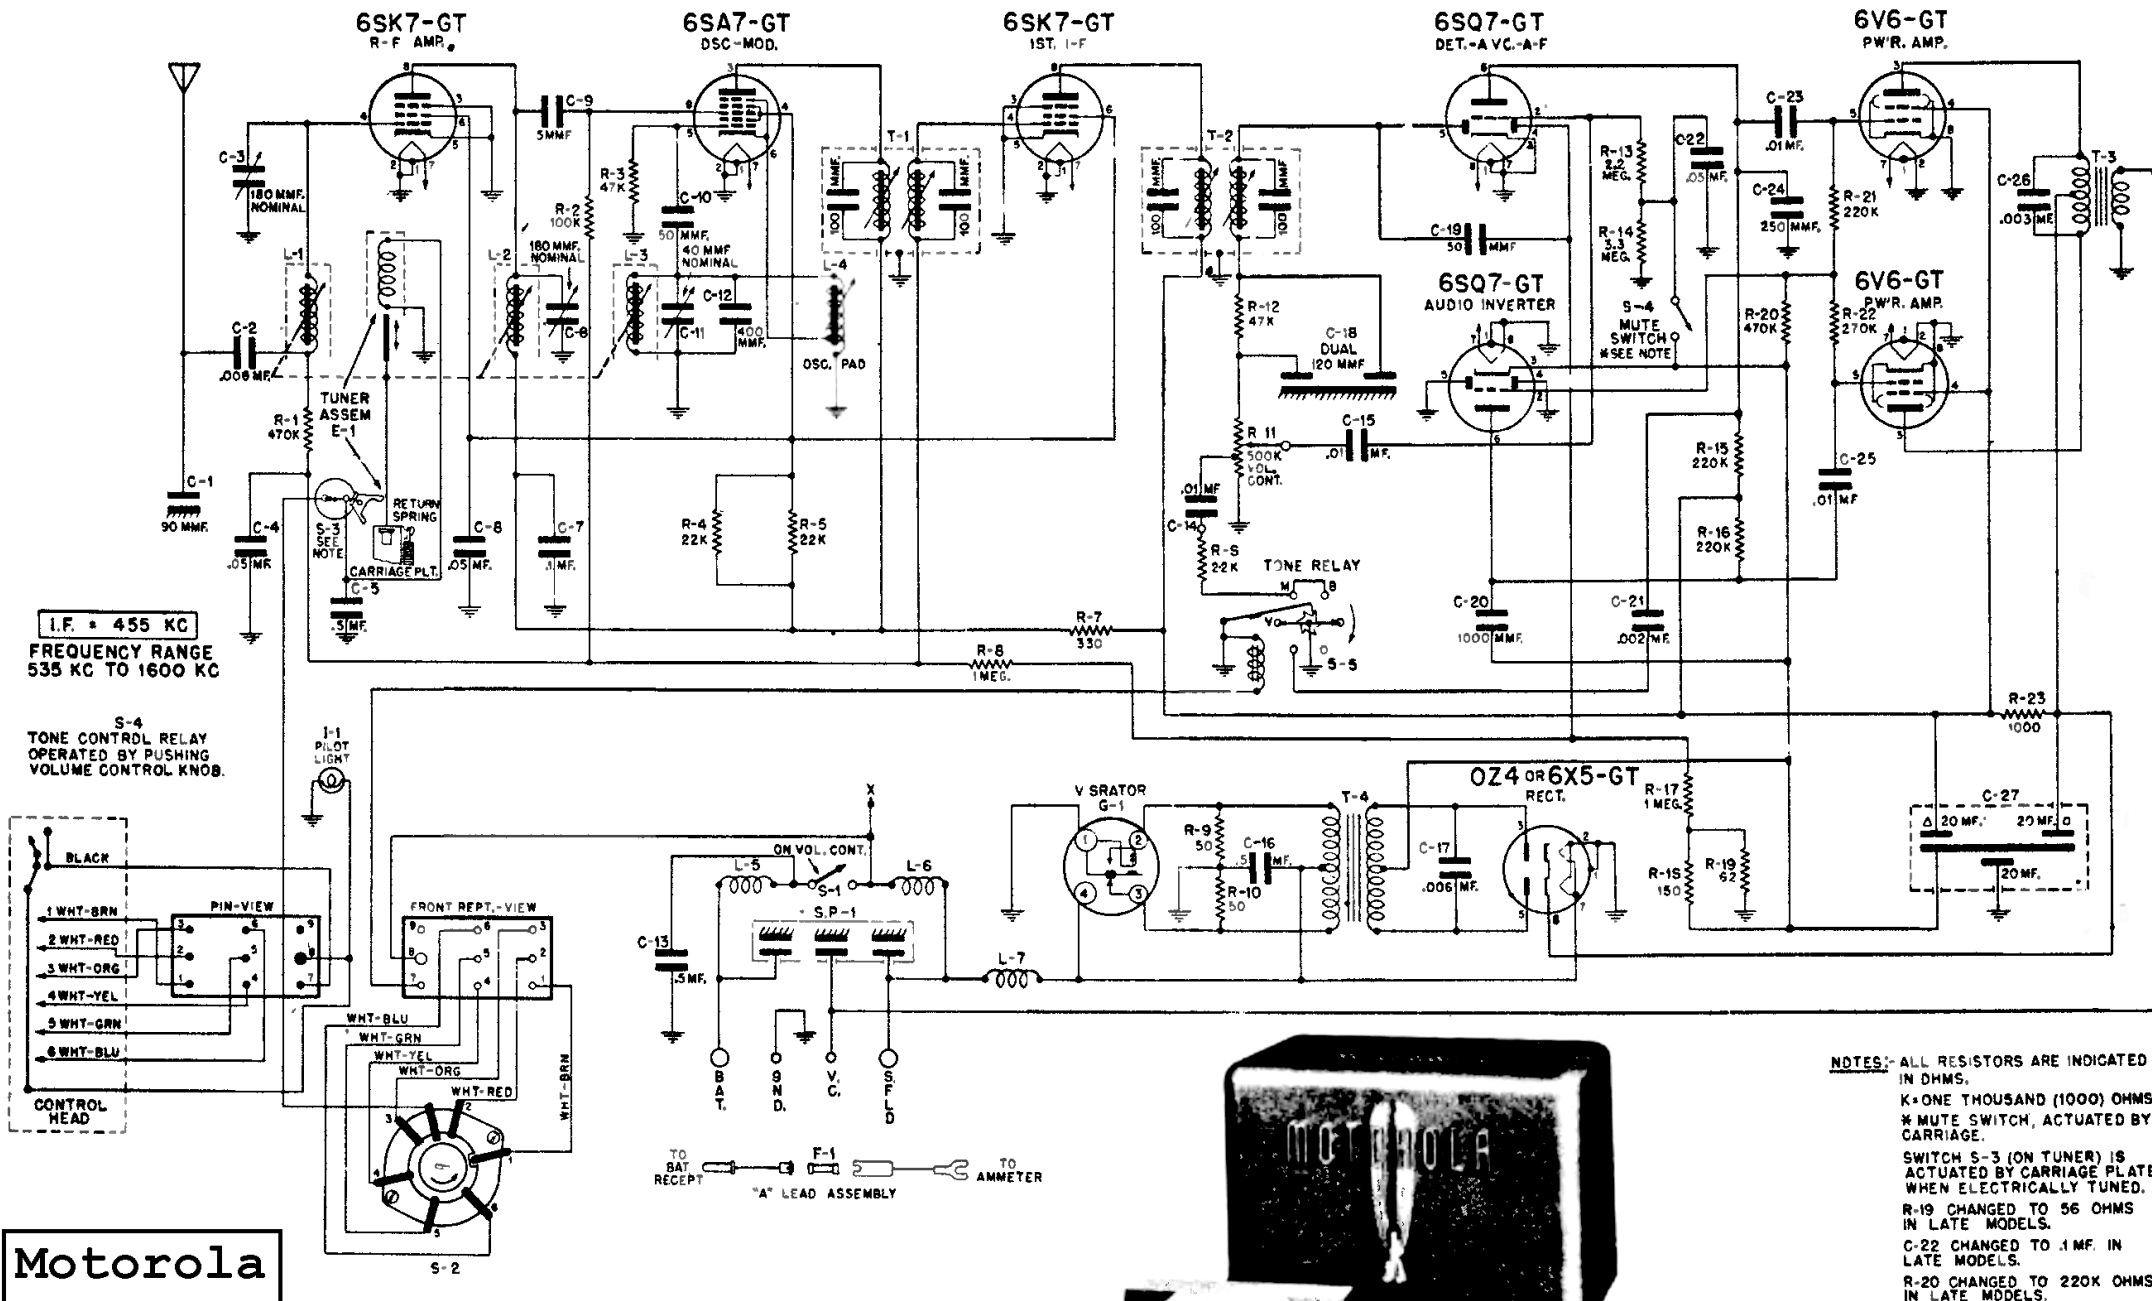 6SK7-GT
R-F AMP.
6SA7-GT
OSC-MOD.
6SK7-GT
1ST. I-F
6SQ7-GT
DET.-AVC.-A-F
6V6-GT
PW'R. AMP.
C-3
180 MMF.
NOMINAL
C-9
5MMF
R-2
100K
R-3
47K
C-10
50 MMF.
T-1
100 MMF.
100 MMF.
T-2
100 MMF.
100 MMF.
R-13
2.2
MEG.
C-22
.05 MF.
C-23
.01 MF.
C-24
250 MMF.
R-21
220K
C-26
.003 MF.
T-3
L-1
L-2
180 MMF.
NOMINAL
L-3
40 MMF
NOMINAL
C-12
400
MMF.
C-11
L-4
OSC. PAD
C-19
50 MMF
R-14
3.3
MEG.
6SQ7-GT
AUDIO INVERTER
S-4
MUTE
SWITCH
*SEE NOTE
R-20
470K
R-22
270K
6V6-GT
PW'R. AMP.
C-2
.006 MF.
TUNER
ASSEM
E-1
R-1
470K
R-12
47K
C-18
DUAL
120 MMF
R 11
500K
VOL.
CONT.
C-15
.01 MF.
R-15
220K
C-25
.01 MF
C-1
90 MMF.
C-4
.05 MF.
S-3
SEE
NOTE
RETURN
SPRING
CARRIAGE PLT.
C-5
.5 MF.
C-8
.05 MF.
C-7
.1 MF.
R-4
22K
R-5
22K
.01 MF
C-14
R-S
2.2K
TONE RELAY
M
B
V
O
S-5
R-16
220K
C-20
1000 MMF.
C-21
.002 MF.
I.F. = 455 KC
FREQUENCY RANGE
535 KC TO 1600 KC
R-7
330
R-8
1 MEG.
R-23
1000
S-4
TONE CONTROL RELAY
OPERATED BY PUSHING
VOLUME CONTROL KNOB.
I-1
PILOT
LIGHT
X
V BRATOR
G-1
R-9
50
C-16
.5 MF.
R-10
50
T-4
C-17
.006 MF.
OZ4 OR 6X5-GT
RECT.
R-17
1 MEG.
R-1S
150
R-19
62
C-27
Δ 20 MF.
20 MF. □
20 MF.
BLACK
1 WHT-BRN
2 WHT-RED
3 WHT-ORG
4 WHT-YEL
5 WHT-GRN
6 WHT-BLU
CONTROL
HEAD
PIN-VIEW
FRONT REPT.-VIEW
ON VOL. CONT.
L-5
S-1
L-6
S.P-1
C-13
.5 MF.
L-7
BAT.
GND.
V.C.
S.FLD
WHT-BLU
WHT-GRN
WHT-YEL
WHT-ORG
WHT-RED
WHT-BRN
S-2
TO
BAT
RECEPT
F-1
TO
AMMETER
"A" LEAD ASSEMBLY
MOTOROLA
NOTES:- ALL RESISTORS ARE INDICATED
IN OHMS.
K=ONE THOUSAND (1000) OHMS
* MUTE SWITCH, ACTUATED BY
CARRIAGE.
SWITCH S-3 (ON TUNER) IS
ACTUATED BY CARRIAGE PLATE
WHEN ELECTRICALLY TUNED.
R-19 CHANGED TO 56 OHMS
IN LATE MODELS.
C-22 CHANGED TO .1 MF. IN
LATE MODELS.
R-20 CHANGED TO 220K OHMS
IN LATE MODELS.
Motorola